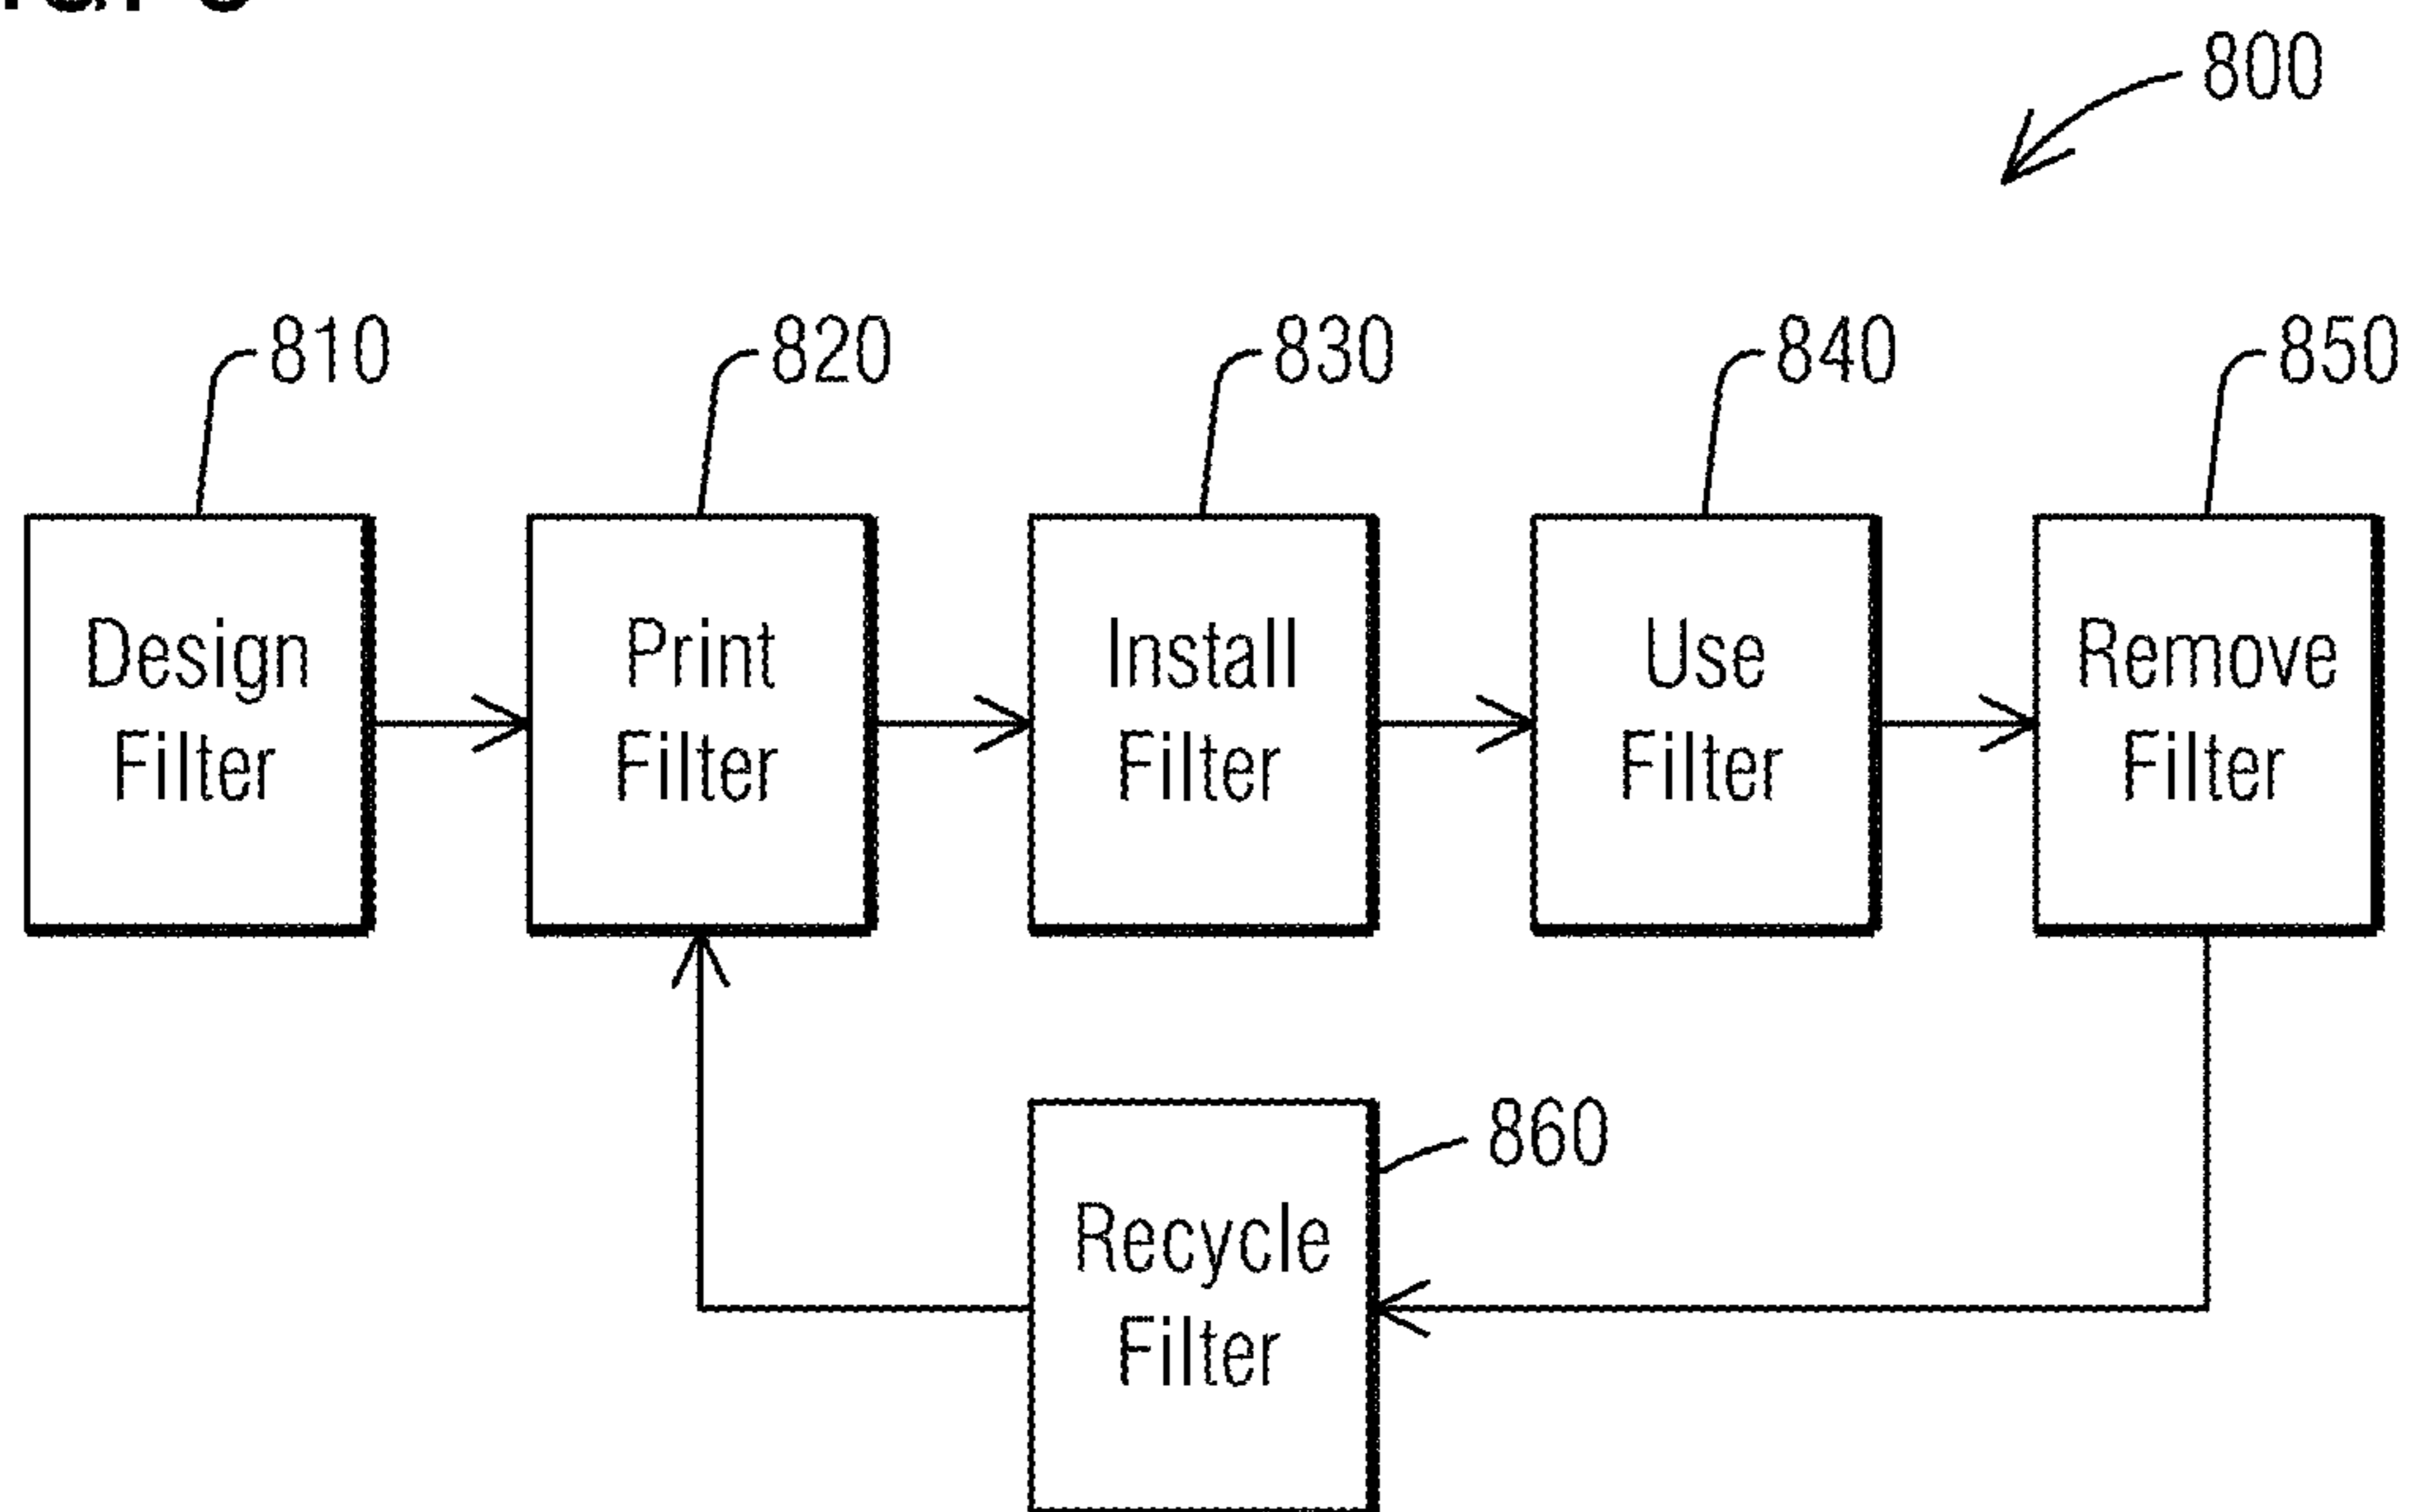 800
810
820
830
840
850
Design
Filter
Print
Filter
Install
Filter
Use
Filter
Remove
Filter
860
Recycle
Filter